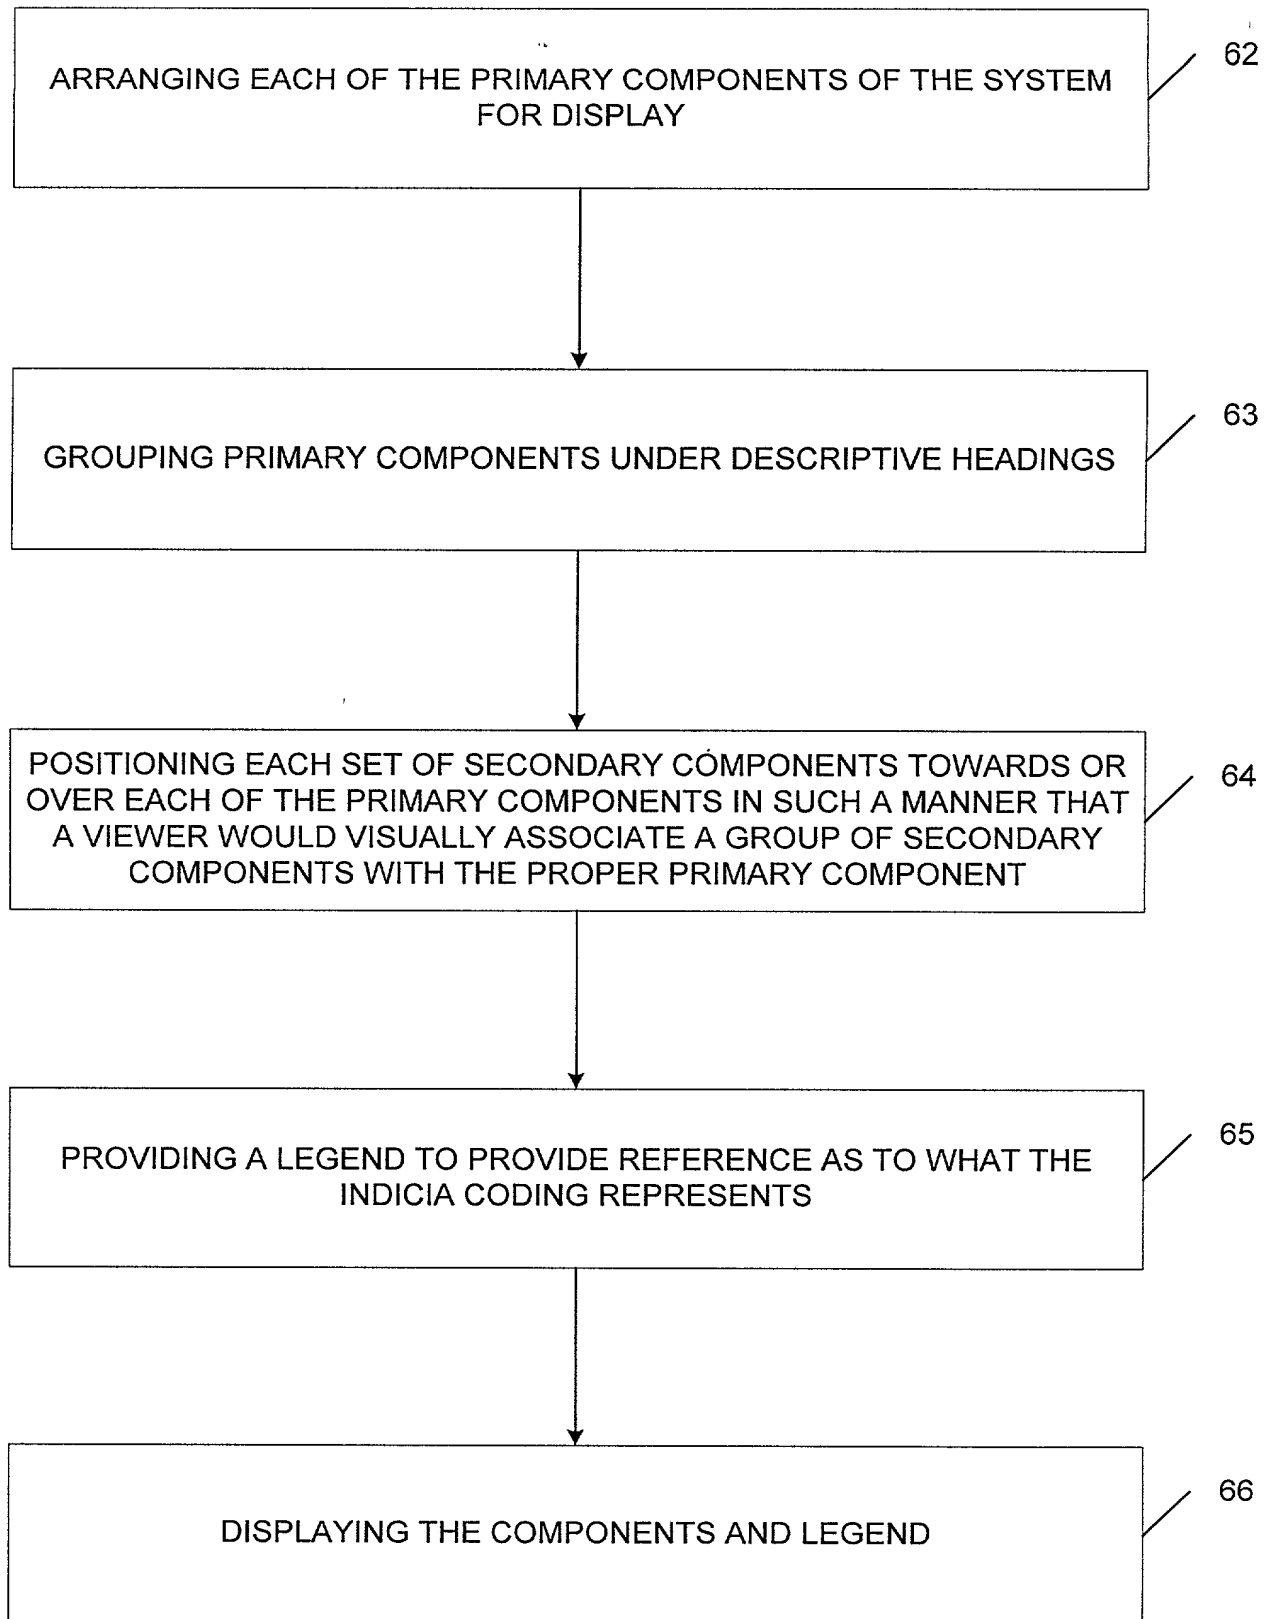 62
ARRANGING EACH OF THE PRIMARY COMPONENTS OF THE SYSTEM
FOR DISPLAY
63
GROUPING PRIMARY COMPONENTS UNDER DESCRIPTIVE HEADINGS
64
POSITIONING EACH SET OF SECONDARY COMPONENTS TOWARDS OR
OVER EACH OF THE PRIMARY COMPONENTS IN SUCH A MANNER THAT
A VIEWER WOULD VISUALLY ASSOCIATE A GROUP OF SECONDARY
COMPONENTS WITH THE PROPER PRIMARY COMPONENT
65
PROVIDING A LEGEND TO PROVIDE REFERENCE AS TO WHAT THE
INDICIA CODING REPRESENTS
66
DISPLAYING THE COMPONENTS AND LEGEND